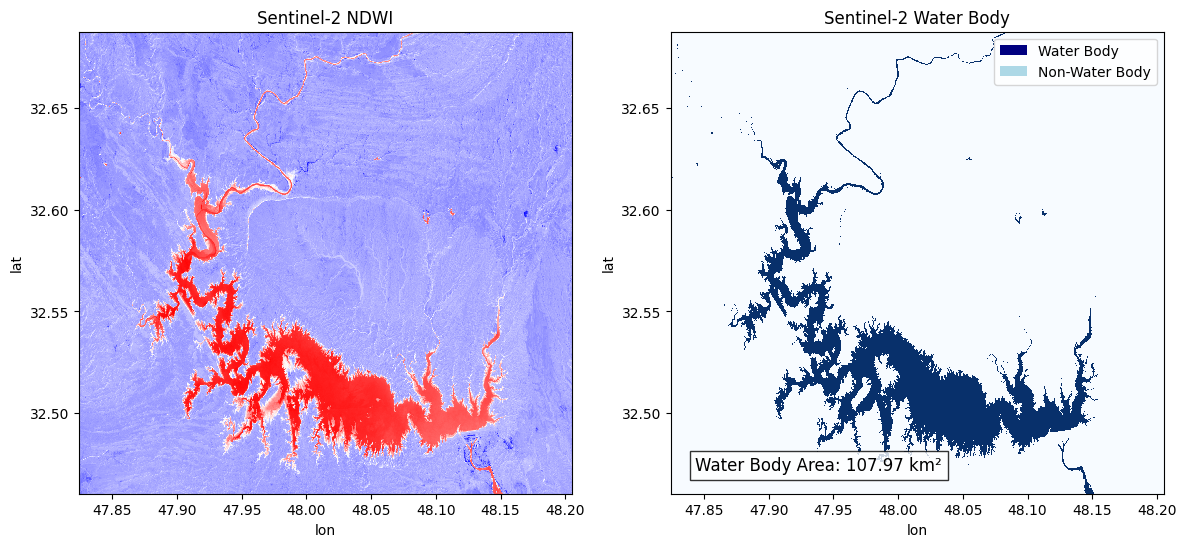 Sentinel-2 NDWI
lat
32.65
32.60
32.55
32.50
47.85 47.90 47.95 48.00 48.05 48.10 48.15 48.20
lon
Sentinel-2 Water Body
Water Body
Non-Water Body
lat
32.65
32.60
32.55
32.50
Water Body Area: 107.97 km²
47.85 47.90 47.95 48.00 48.05 48.10 48.15 48.20
lon